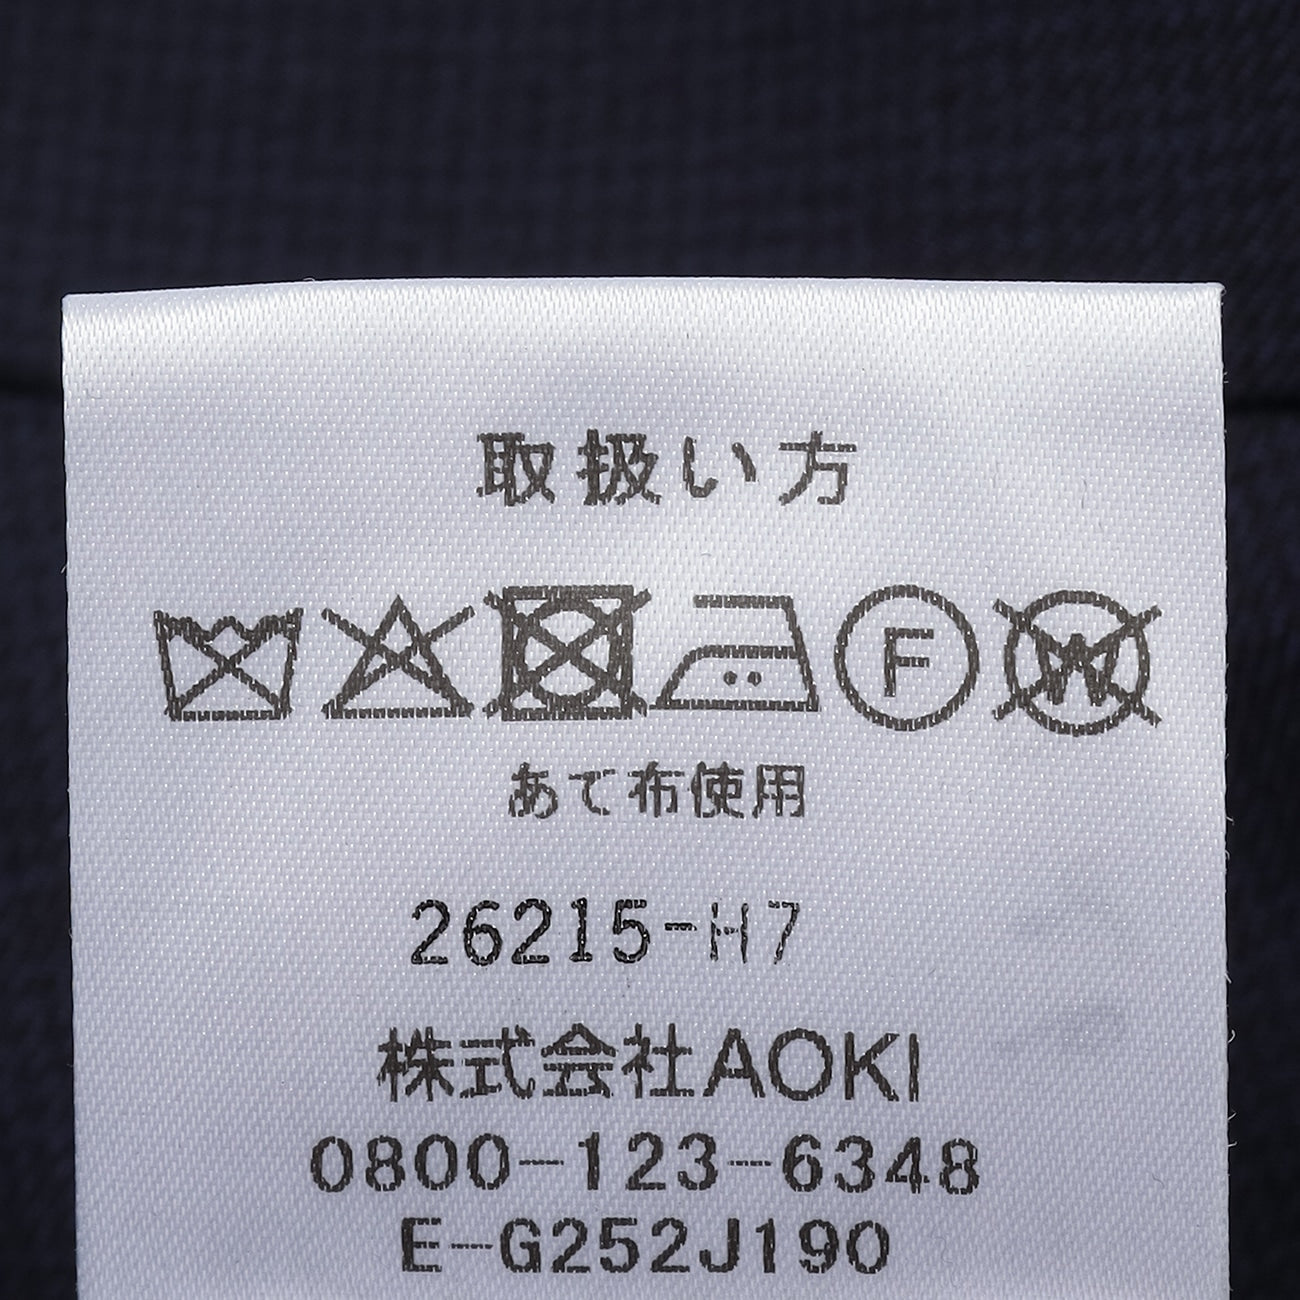 取扱い方
F W
あて布使用
26215-H7
株式会社AOKI
0800-123-6348
E-G252J190